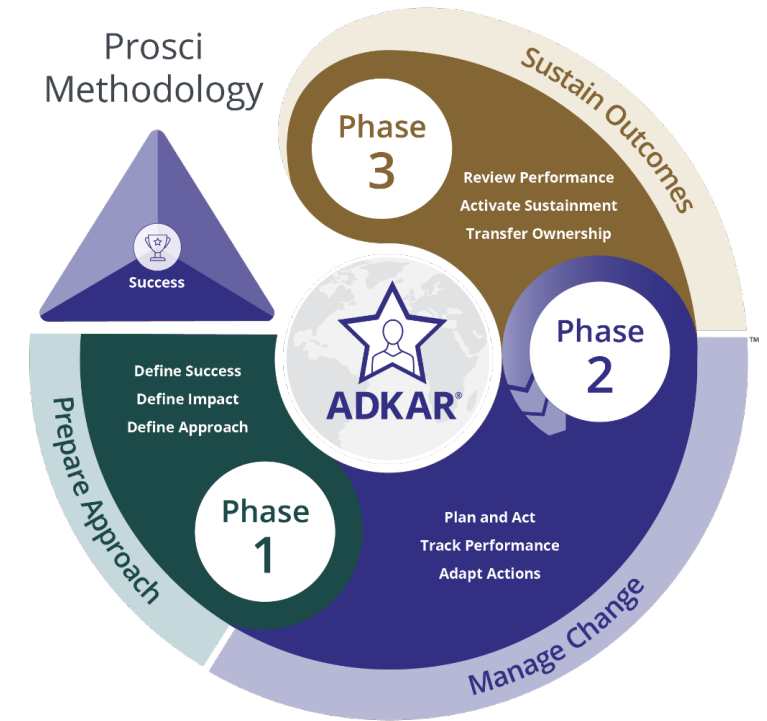 Prosci
Methodology
Success
Phase
1
Define Success
Define Impact
Define Approach
Prepare Approach
Phase
2
Plan and Act
Track Performance
Adapt Actions
Manage Change
Phase
3
Review Performance
Activate Sustainment
Transfer Ownership
Sustain Outcomes
ADKAR®
™